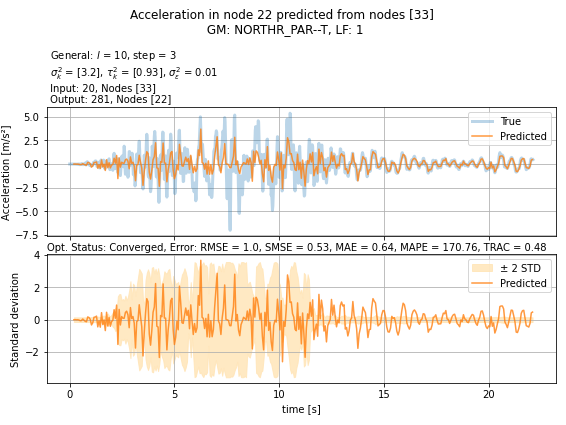 Acceleration in node 22 predicted from nodes [33]
GM: NORTHR_PAR--T, LF: 1
General: l = 10, step = 3
σ²ₖ = [3.2], τ²ₖ = [0.93], σ²ε = 0.01
Input: 20, Nodes [33]
Output: 281, Nodes [22]
Acceleration [m/s²]
5.0
2.5
0.0
−2.5
−5.0
−7.5
True
Predicted
Opt. Status: Converged, Error: RMSE = 1.0, SMSE = 0.53, MAE = 0.64, MAPE = 170.76, TRAC = 0.48
Standard deviation
4
2
0
−2
± 2 STD
Predicted
0
5
10
15
20
time [s]